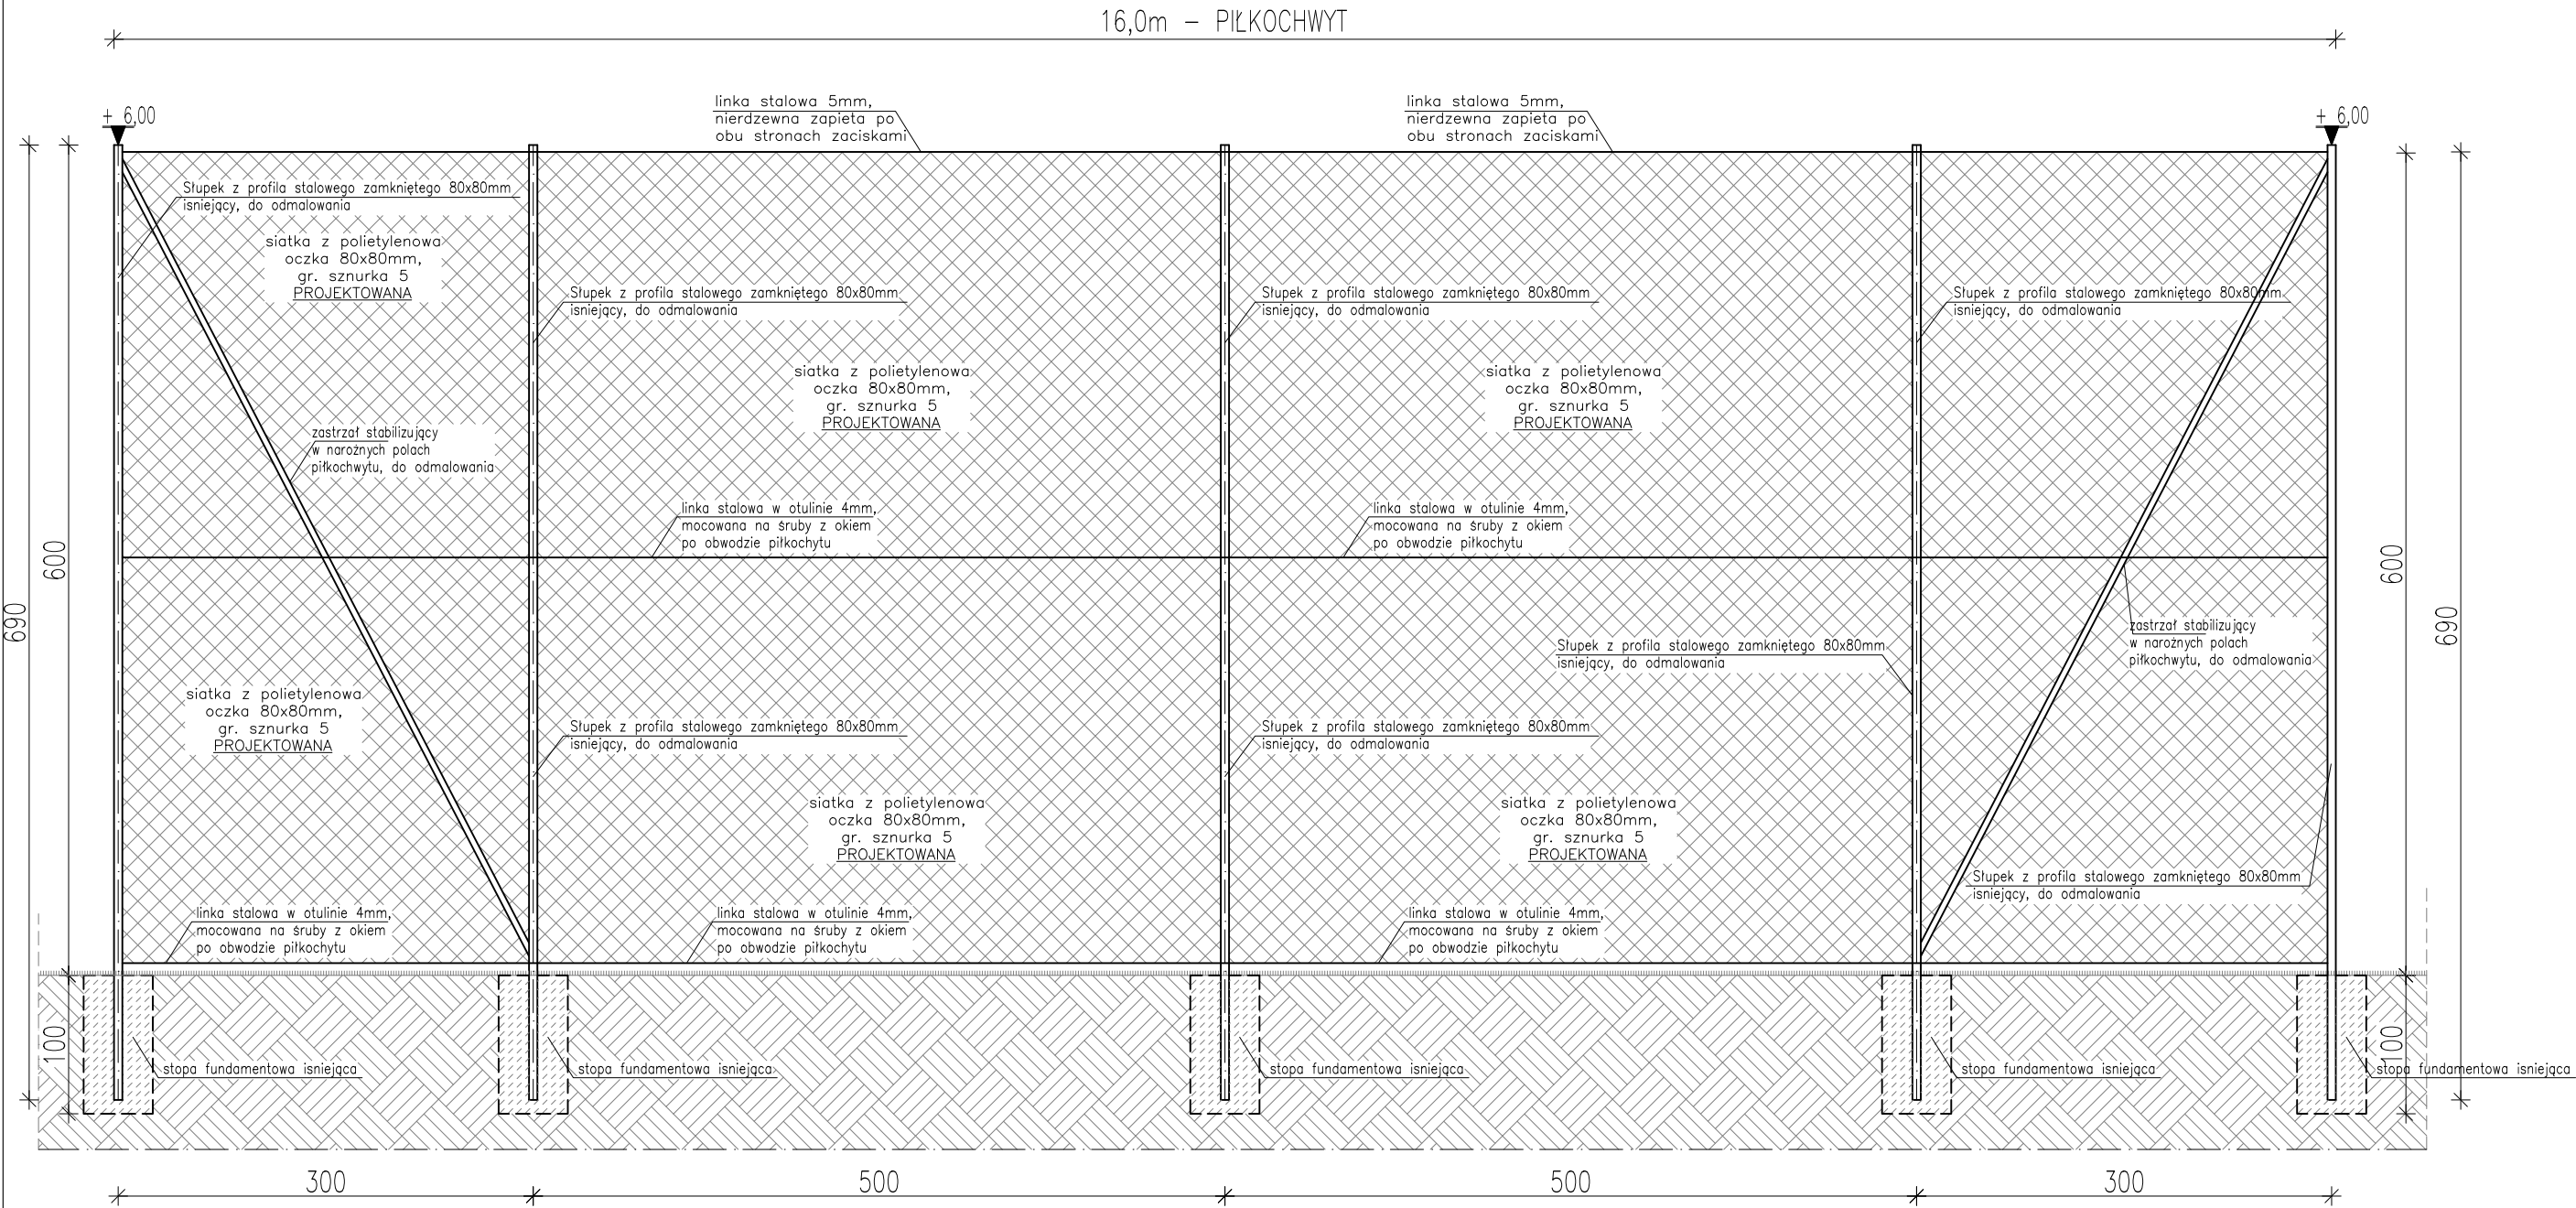 16,0m - PIŁKOCHWYT
+ 6,00
linka stalowa 5mm,
nierdzewna zapieta po
obu stronach zaciskami
linka stalowa 5mm,
nierdzewna zapieta po
obu stronach zaciskami
+ 6,00
Słupek z profila stalowego zamkniętego 80x80mm
isniejący, do odmalowania
siatka z polietylenowa
oczka 80x80mm,
gr. sznurka 5
PROJEKTOWANA
Słupek z profila stalowego zamkniętego 80x80mm
isniejący, do odmalowania
Słupek z profila stalowego zamkniętego 80x80mm
isniejący, do odmalowania
Słupek z profila stalowego zamkniętego 80x80mm
isniejący, do odmalowania
siatka z polietylenowa
oczka 80x80mm,
gr. sznurka 5
PROJEKTOWANA
siatka z polietylenowa
oczka 80x80mm,
gr. sznurka 5
PROJEKTOWANA
zastrzał stabilizujący
w narożnych polach
piłkochwytu, do odmalowania
linka stalowa w otulinie 4mm,
mocowana na śruby z okiem
po obwodzie piłkochytu
linka stalowa w otulinie 4mm,
mocowana na śruby z okiem
po obwodzie piłkochytu
690
600
600
690
zastrzał stabilizujący
w narożnych polach
piłkochwytu, do odmalowania
Słupek z profila stalowego zamkniętego 80x80mm
isniejący, do odmalowania
siatka z polietylenowa
oczka 80x80mm,
gr. sznurka 5
PROJEKTOWANA
Słupek z profila stalowego zamkniętego 80x80mm
isniejący, do odmalowania
Słupek z profila stalowego zamkniętego 80x80mm
isniejący, do odmalowania
siatka z polietylenowa
oczka 80x80mm,
gr. sznurka 5
PROJEKTOWANA
siatka z polietylenowa
oczka 80x80mm,
gr. sznurka 5
PROJEKTOWANA
Słupek z profila stalowego zamkniętego 80x80mm
isniejący, do odmalowania
linka stalowa w otulinie 4mm,
mocowana na śruby z okiem
po obwodzie piłkochytu
linka stalowa w otulinie 4mm,
mocowana na śruby z okiem
po obwodzie piłkochytu
linka stalowa w otulinie 4mm,
mocowana na śruby z okiem
po obwodzie piłkochytu
100
100
stopa fundamentowa isniejąca
stopa fundamentowa isniejąca
stopa fundamentowa isniejąca
stopa fundamentowa isniejąca
stopa fundamentowa isniejąca
300
500
500
300